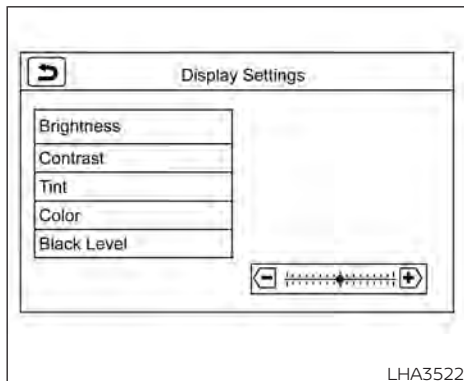 Display Settings
Brightness
Contrast
Tint
Color
Black Level
LHA3522